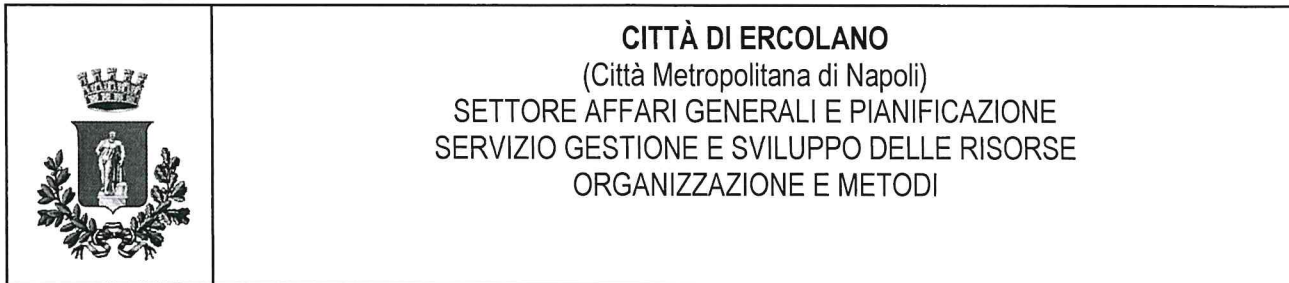 CITTÀ DI ERCOLANO
(Città Metropolitana di Napoli)
SETTORE AFFARI GENERALI E PIANIFICAZIONE
SERVIZIO GESTIONE E SVILUPPO DELLE RISORSE
ORGANIZZAZIONE E METODI